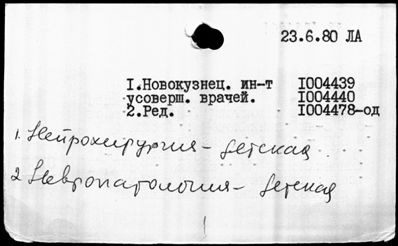 23.6.80 ЛА
1.Новокузнец. ин-т 1004439
усоверш. врачей. 1004440
2.Ред. 1004478-од
1. Нейрохирургия - детская
2 Невропатология - детская